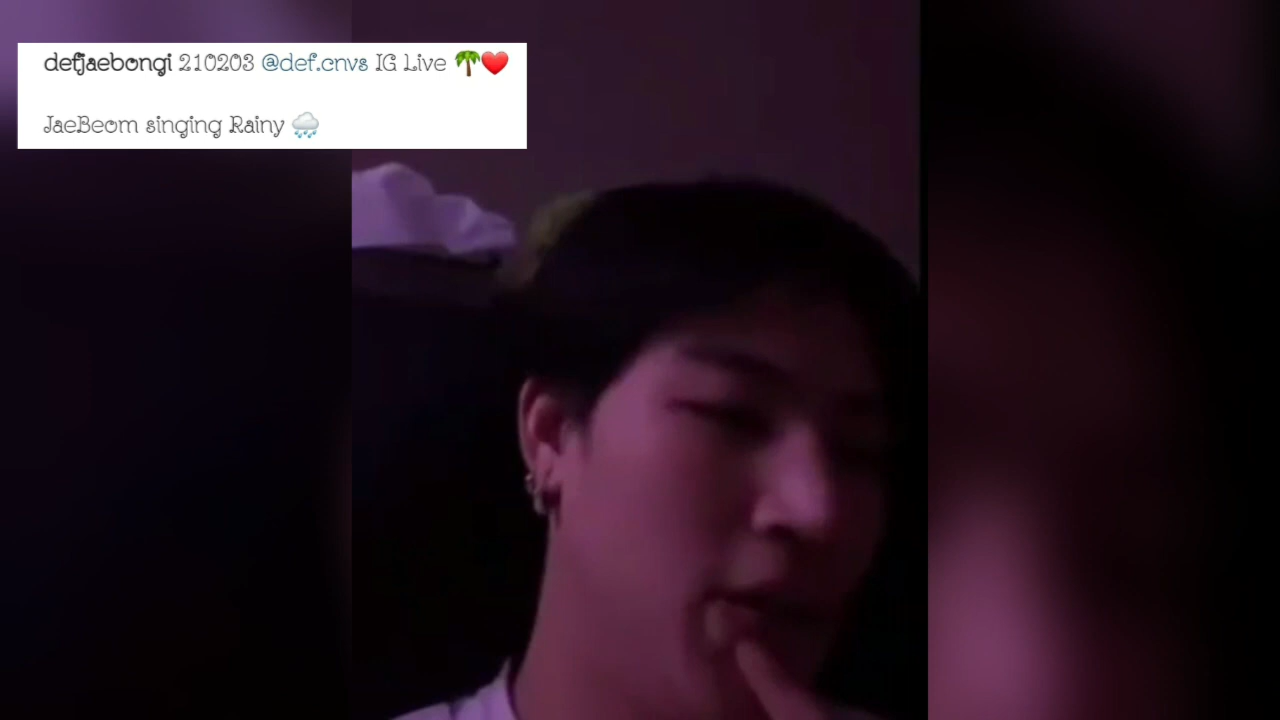 defjaebongi 210203 @def.cnvs IG Live 🌴❤️
JaeBeom singing Rainy 🌧️